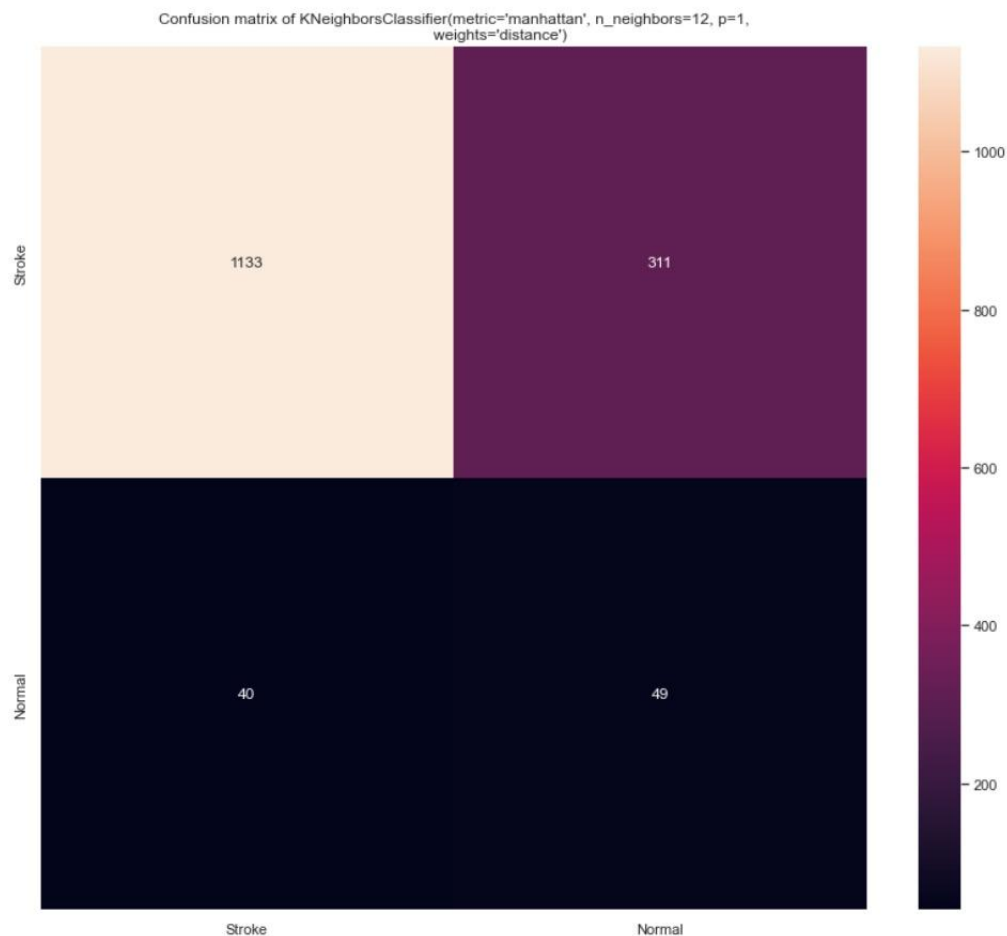 Confusion matrix of KNeighborsClassifier(metric='manhattan', n_neighbors=12, p=1,
weights='distance')
Stroke
1133
311
Normal
40
49
Stroke
Normal
1000
800
600
400
200